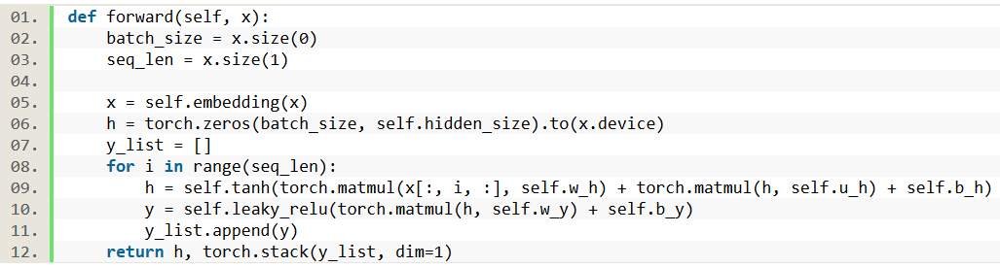 01. def forward(self, x):
02.     batch_size = x.size(0)
03.     seq_len = x.size(1)
04.
05.     x = self.embedding(x)
06.     h = torch.zeros(batch_size, self.hidden_size).to(x.device)
07.     y_list = []
08.     for i in range(seq_len):
09.         h = self.tanh(torch.matmul(x[:, i, :], self.w_h) + torch.matmul(h, self.u_h) + self.b_h)
10.         y = self.leaky_relu(torch.matmul(h, self.w_y) + self.b_y)
11.         y_list.append(y)
12.     return h, torch.stack(y_list, dim=1)